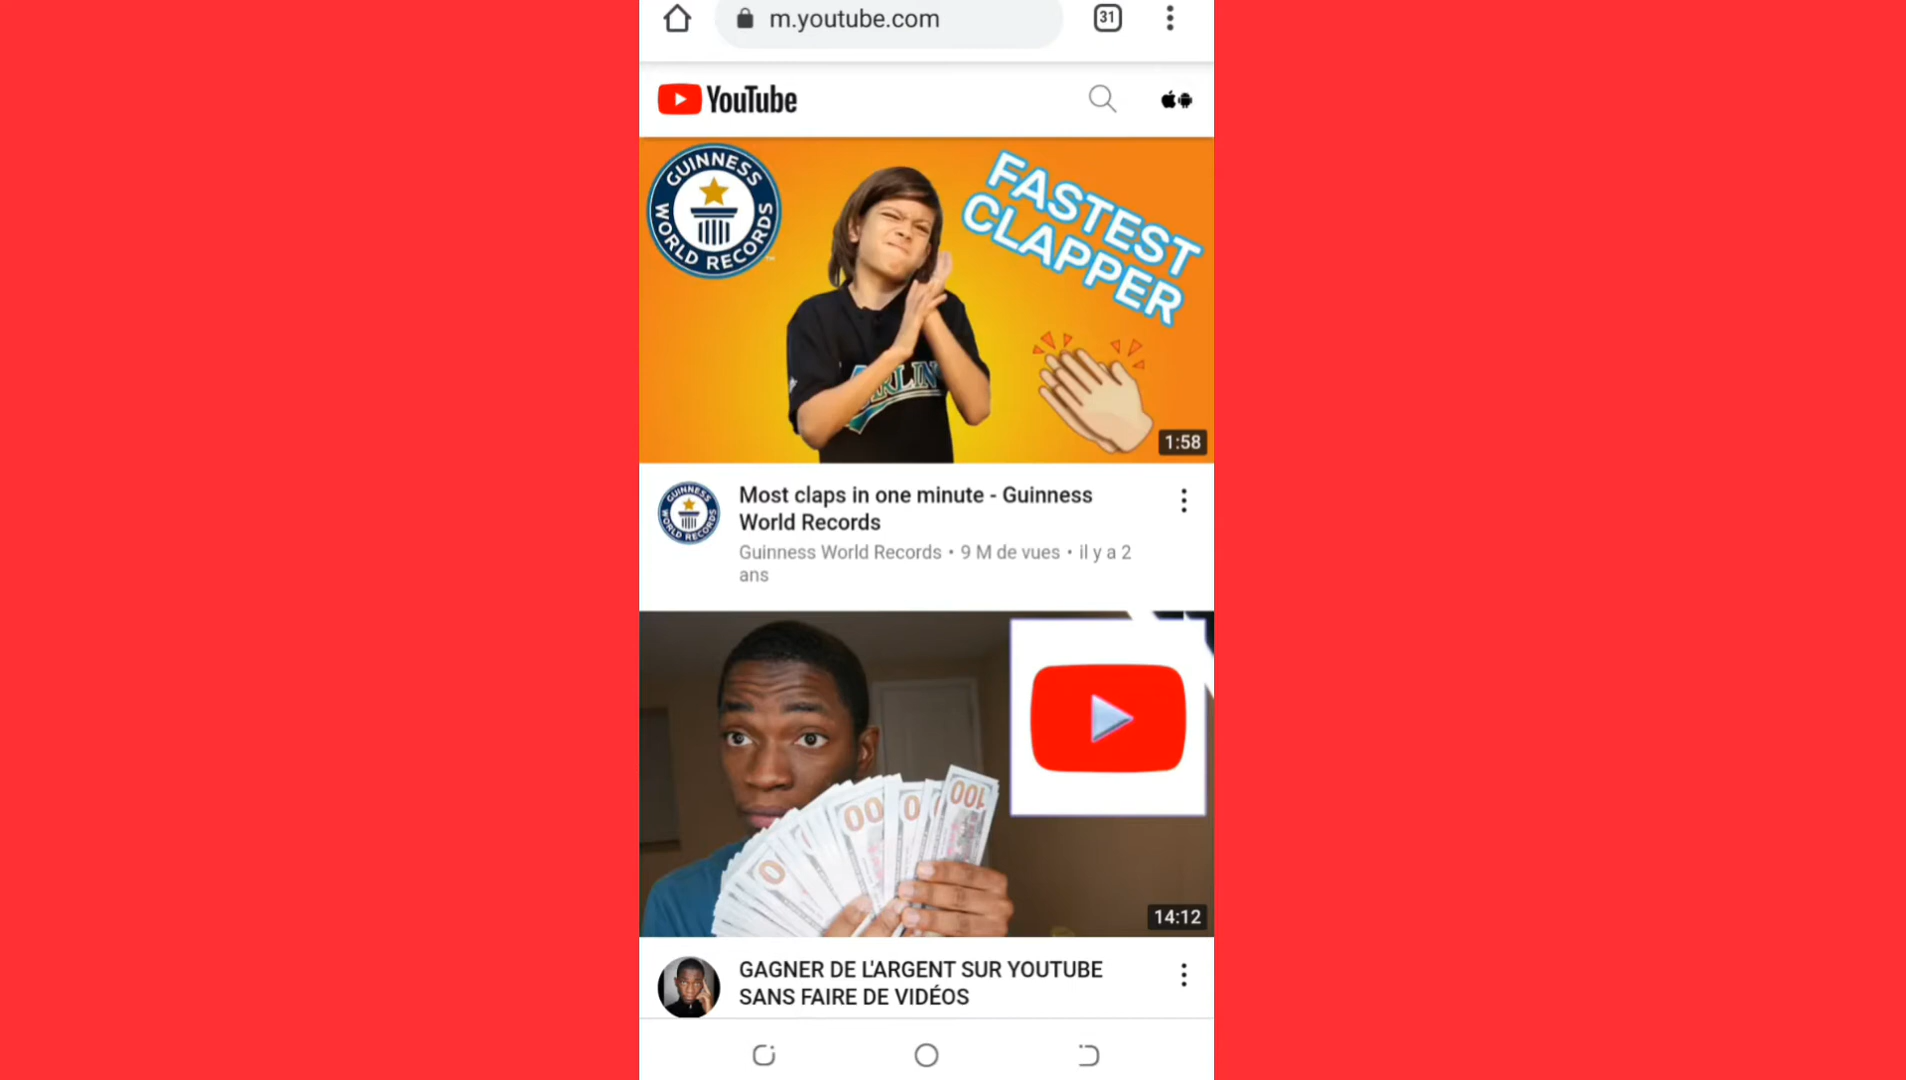 m.youtube.com
31
YouTube
GUINNESS
WORLD RECORDS
FASTEST
CLAPPER
1:58
Most claps in one minute - Guinness
World Records
Guinness World Records • 9 M de vues • il y a 2
ans
100
14:12
GAGNER DE L'ARGENT SUR YOUTUBE
SANS FAIRE DE VIDÉOS